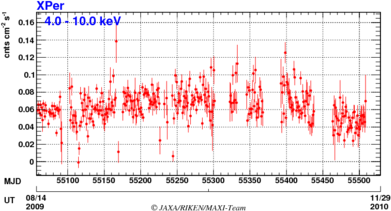 XPer
4.0 - 10.0 keV
cnts cm-2 s-1
0.16
0.14
0.12
0.1
0.08
0.06
0.04
0.02
0
MJD 55100 55150 55200 55250 55300 55350 55400 55450 55500
UT 08/14 2009 11/29 2010
© JAXA/RIKEN/MAXI-Team